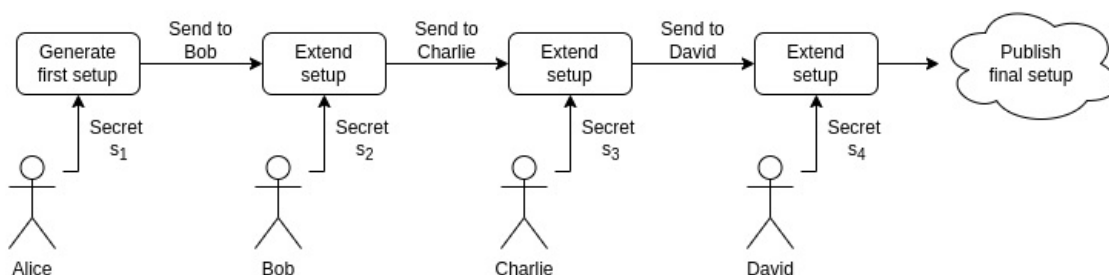 Generate
first setup
Send to
Bob
Extend
setup
Send to
Charlie
Extend
setup
Send to
David
Extend
setup
Publish
final setup
Secret
s1
Secret
s2
Secret
s3
Secret
s4
Alice
Bob
Charlie
David